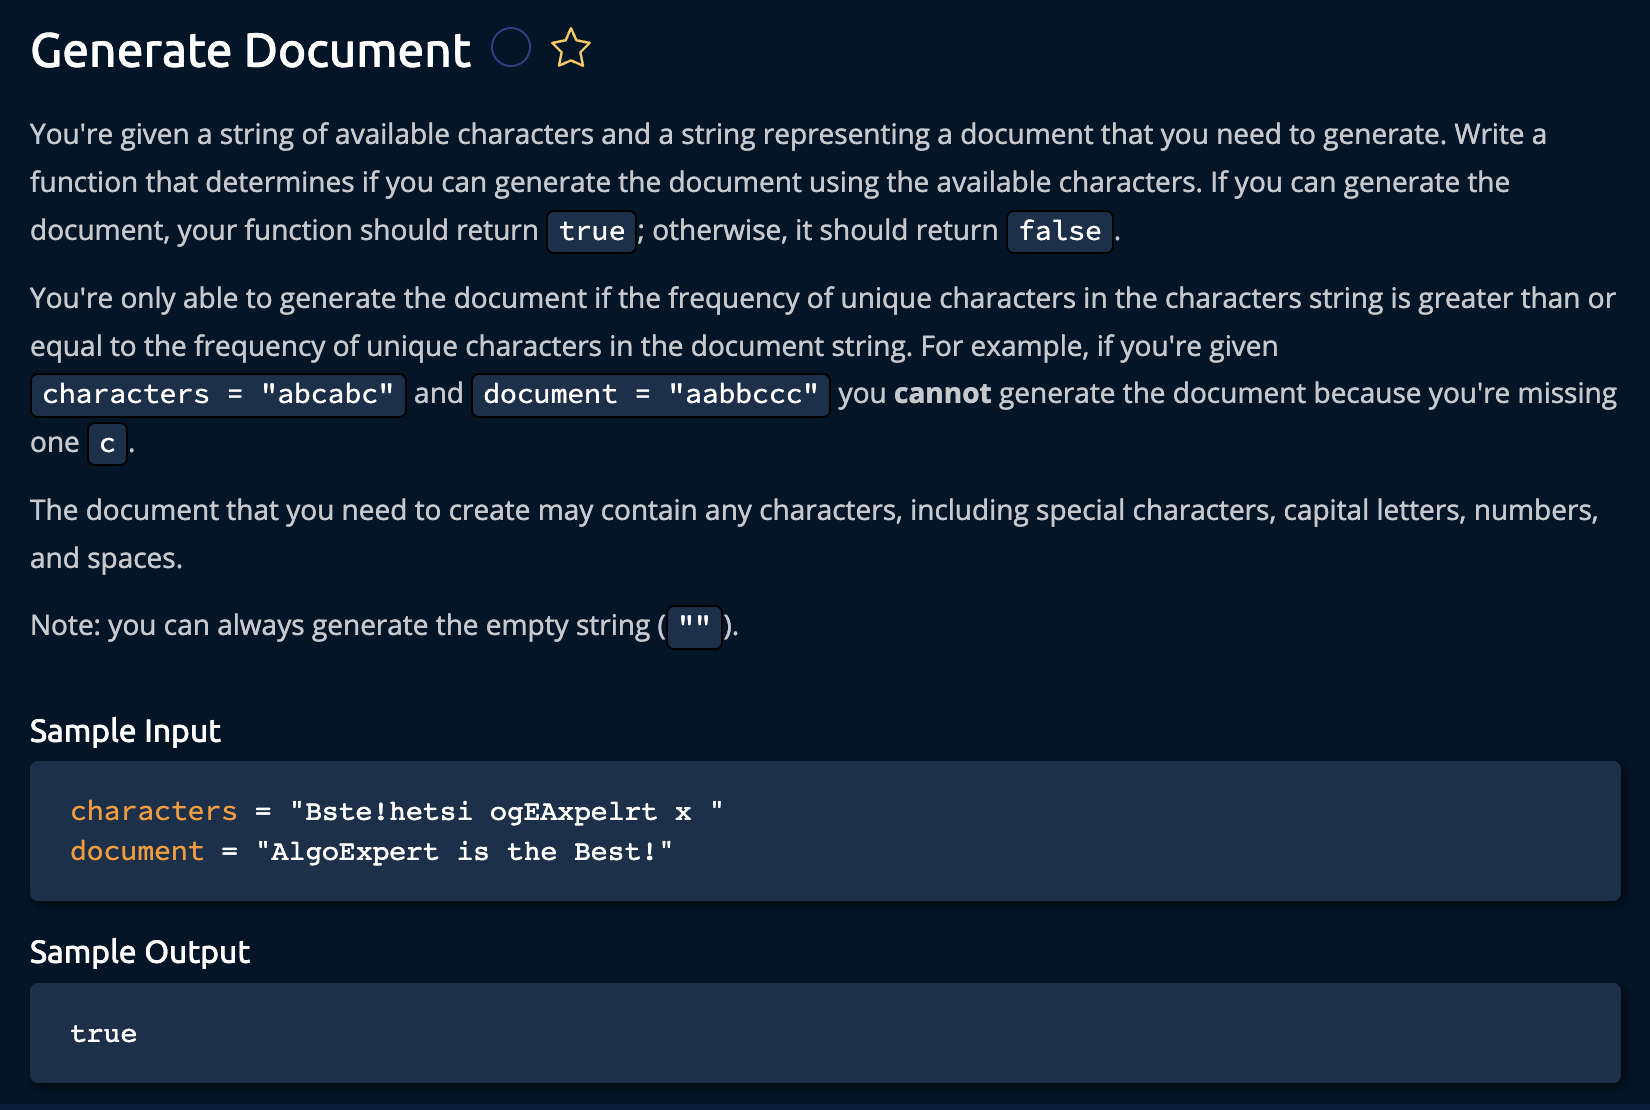 Generate Document
You're given a string of available characters and a string representing a document that you need to generate. Write a
function that determines if you can generate the document using the available characters. If you can generate the
document, your function should return true; otherwise, it should return false.
You're only able to generate the document if the frequency of unique characters in the characters string is greater than or
equal to the frequency of unique characters in the document string. For example, if you're given
characters = "abcabc" and document = "aabbccc" you cannot generate the document because you're missing
one c.
The document that you need to create may contain any characters, including special characters, capital letters, numbers,
and spaces.
Note: you can always generate the empty string ("").
Sample Input
characters = "Bste!hetsi ogEAxpelrt x "
document = "AlgoExpert is the Best!"
Sample Output
true